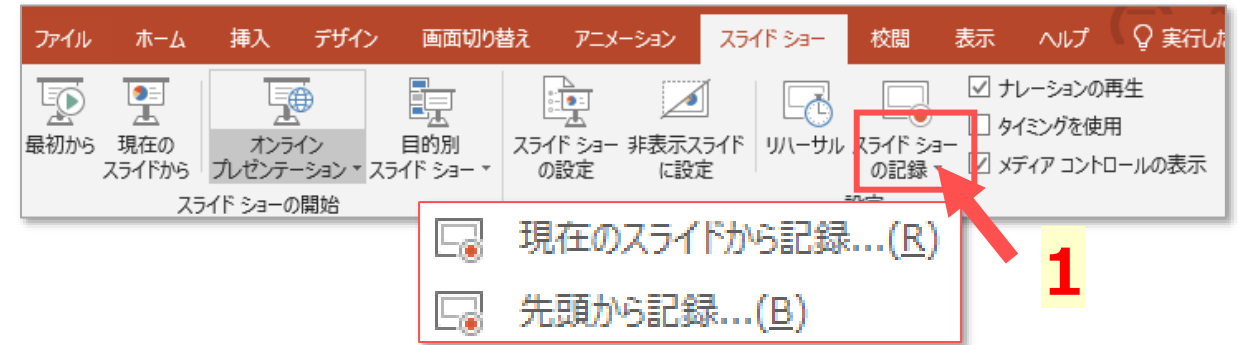 ファイル ホーム 挿入 デザイン 画面切り替え アニメーション スライド ショー 校閲 表示 ヘルプ 実行した
最初から
現在の
スライドから
オンライン
プレゼンテーション
目的別
スライド ショー
スライド ショー
の設定
非表示スライド
に設定
リハーサル
スライド ショー
の記録
ナレーションの再生
タイミングを使用
メディア コントロールの表示
スライド ショーの開始
設定
現在のスライドから記録...(R)
先頭から記録...(B)
1